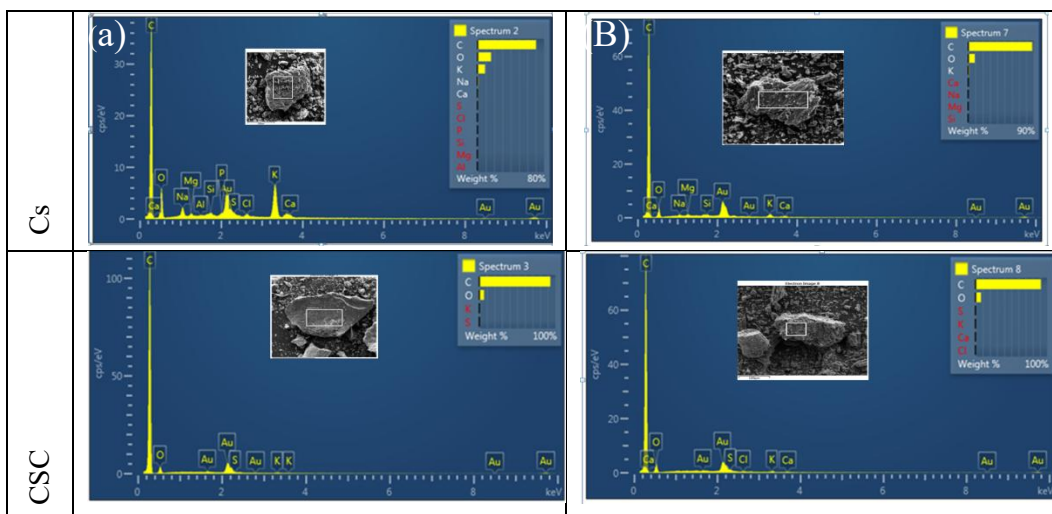 Cs
(a)
Spectrum 2
C
O
K
Na
Ca
S
Cl
P
Si
Mg
Al
Weight % 80%
C
30
20
10
0
cps/eV
Ca
O
Na
Mg
Al
Si
P
Au
S
Cl
K
Ca
Au
Au
2
4
6
8
keV
(B)
Spectrum 7
C
O
K
Ca
Na
Mg
Si
Weight % 90%
C
60
40
20
0
cps/eV
Ca
O
Na
Mg
Si
Au
Au
K
Ca
Au
Au
2
4
6
8
keV
CSC
Spectrum 3
C
O
K
S
Weight % 100%
C
100
50
0
cps/eV
O
Au
Au
S
Au
K
K
Au
Au
0
2
4
6
8
keV
Spectrum 8
C
O
S
K
Ca
Cl
Weight % 100%
C
60
40
20
0
cps/eV
Ca
O
Au
Au
S
Cl
Au
K
Ca
Au
Au
0
2
4
6
8
keV